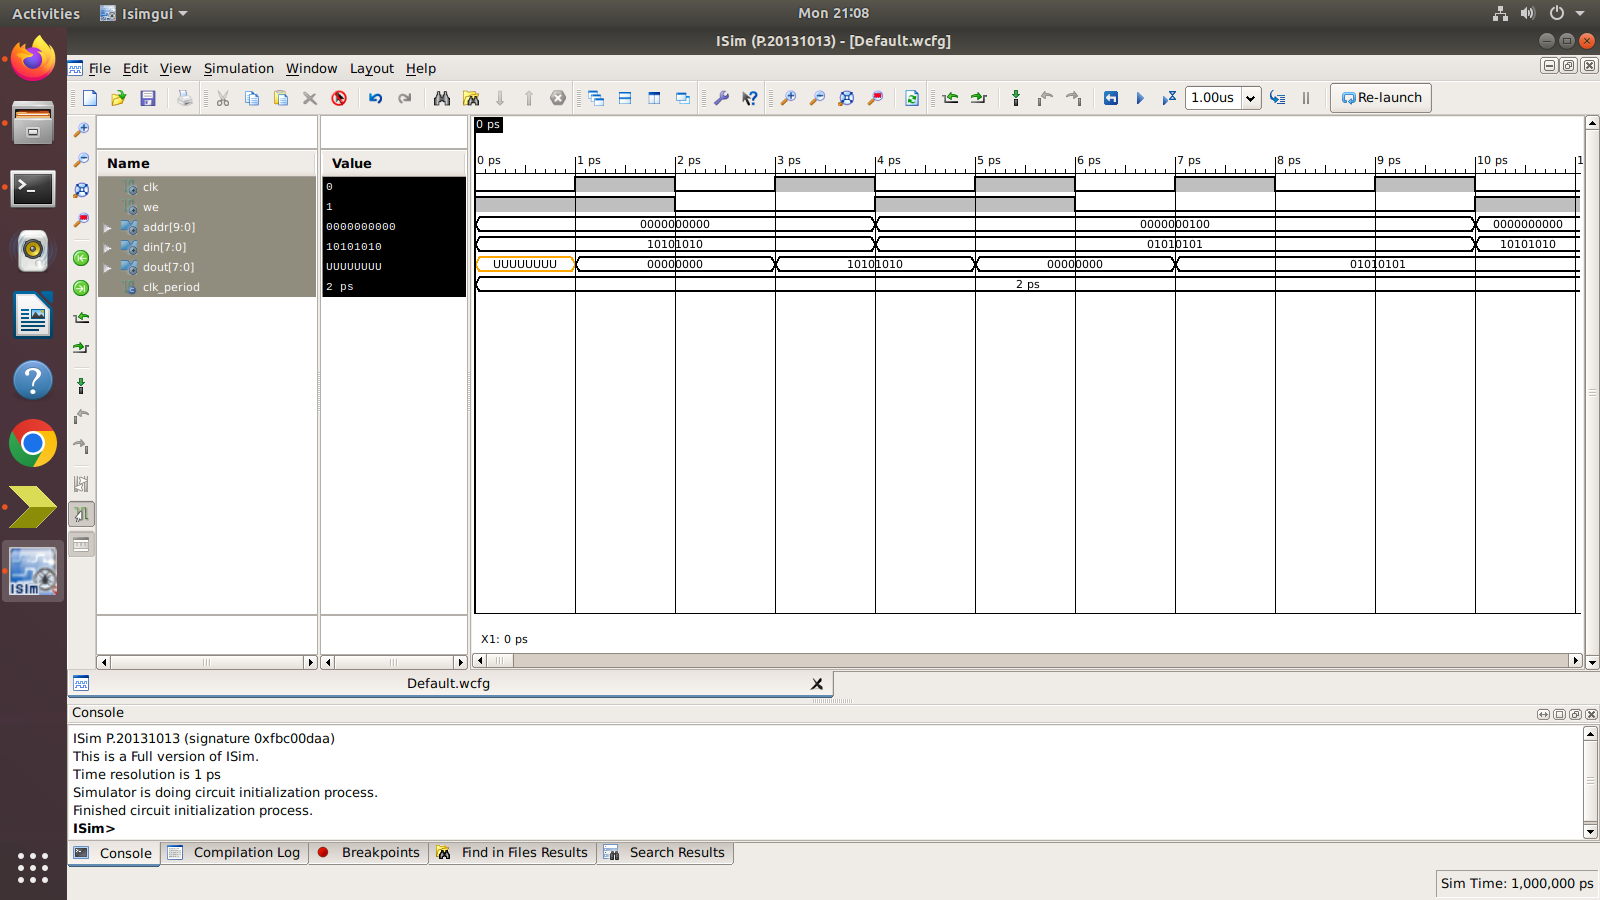 Activities Isimgui Mon 21:08
ISim (P.20131013) - [Default.wcfg]
File Edit View Simulation Window Layout Help
1.00us Re-launch
0 ps
0 ps 1 ps 2 ps 3 ps 4 ps 5 ps 6 ps 7 ps 8 ps 9 ps 10 ps 1
Name Value
clk 0
we 1
addr[9:0] 0000000000 0000000000 0000000100 0000000000
din[7:0] 10101010 10101010 01010101 10101010
dout[7:0] UUUUUUUU UUUUUUUU 00000000 10101010 00000000 01010101
clk_period 2 ps 2 ps
X1: 0 ps
Default.wcfg
Console
ISim P.20131013 (signature 0xfbc00daa)
This is a Full version of ISim.
Time resolution is 1 ps
Simulator is doing circuit initialization process.
Finished circuit initialization process.
ISim>
Console Compilation Log Breakpoints Find in Files Results Search Results
Sim Time: 1,000,000 ps
ISim